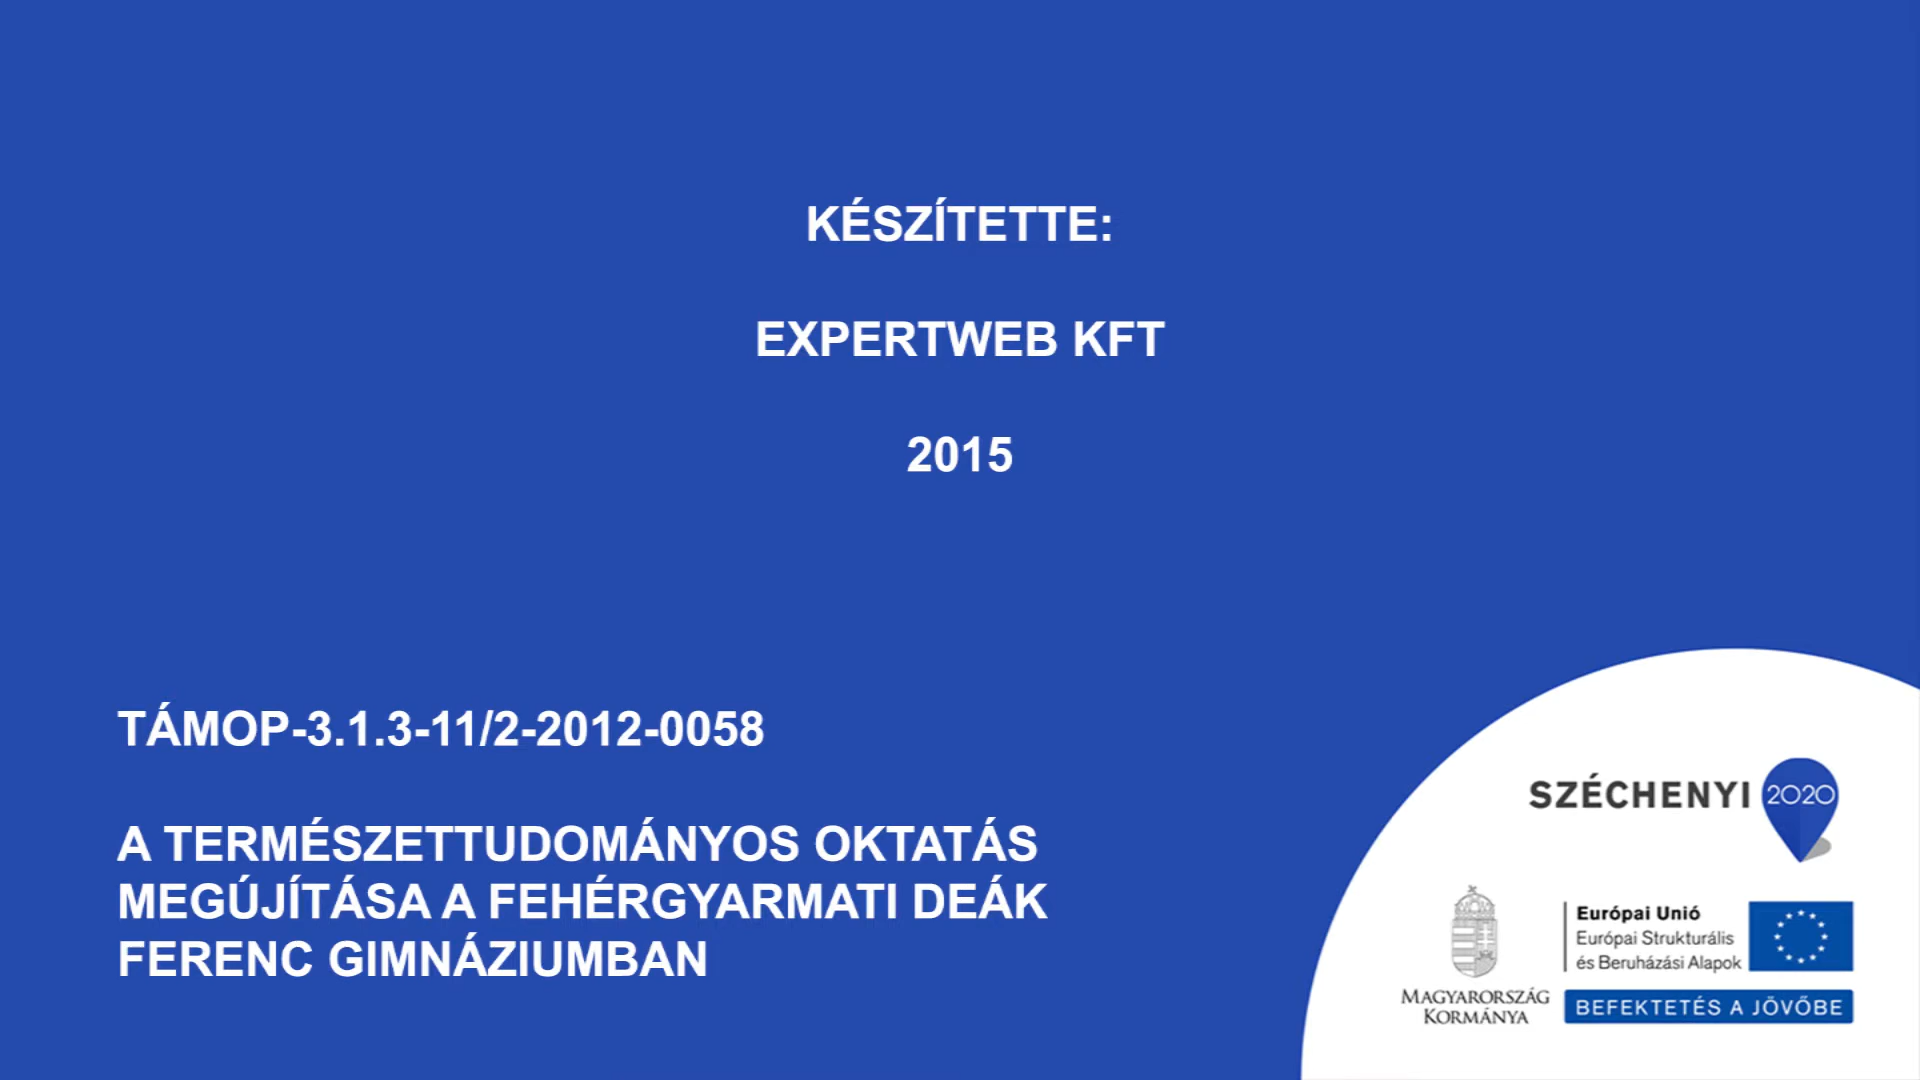 KÉSZÍTETTE:
EXPERTWEB KFT
2015
TÁMOP-3.1.3-11/2-2012-0058
A TERMÉSZETTUDOMÁNYOS OKTATÁS
MEGÚJÍTÁSA A FEHÉRGYARMATI DEÁK
FERENC GIMNÁZIUMBAN
SZÉCHENYI 2020
MAGYARORSZÁG
KORMÁNYA
Európai Unió
Európai Strukturális
és Beruházási Alapok
BEFEKTETÉS A JÖVŐBE